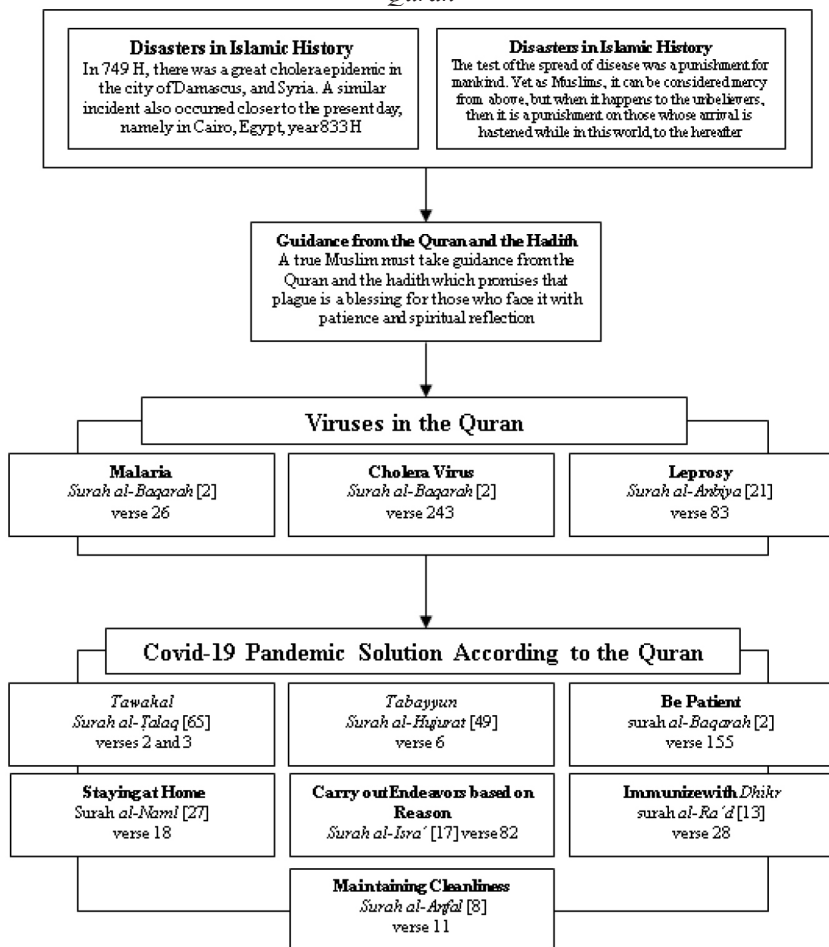 Quran
Disasters in Islamic History
In 749 H, there was a great cholera epidemic in
the city of Damascus, and Syria. A similar
incident also occurred closer to the present day,
namely in Cairo, Egypt, year 833 H
Disasters in Islamic History
The test of the spread of disease was a punishment for
mankind. Yet as Muslims, it can be considered mercy
from above, but when it happens to the unbelievers,
then it is a punishment on those whose arrival is
hastened while in this world, to the hereafter
Guidance from the Quran and the Hadith
A true Muslim must take guidance from the
Quran and the hadith which promises that
plague is a blessing for those who face it with
patience and spiritual reflection
Viruses in the Quran
Malaria
Surah al-Baqarah [2]
verse 26
Cholera Virus
Surah al-Baqarah [2]
verse 243
Leprosy
Surah al-Anbiya [21]
verse 83
Covid-19 Pandemic Solution According to the Quran
Tawakal
Surah al-Ṭalaq [65]
verses 2 and 3
Tabayyun
Surah al-Hujurat [49]
verse 6
Be Patient
surah al-Baqarah [2]
verse 155
Staying at Home
Surah al-Naml [27]
verse 18
Carry out Endeavors based on
Reason
Surah al-Isra´ [17] verse 82
Immunize with Dhikr
surah al-Ra´d [13]
verse 28
Maintaining Cleanliness
Surah al-Anfal [8]
verse 11